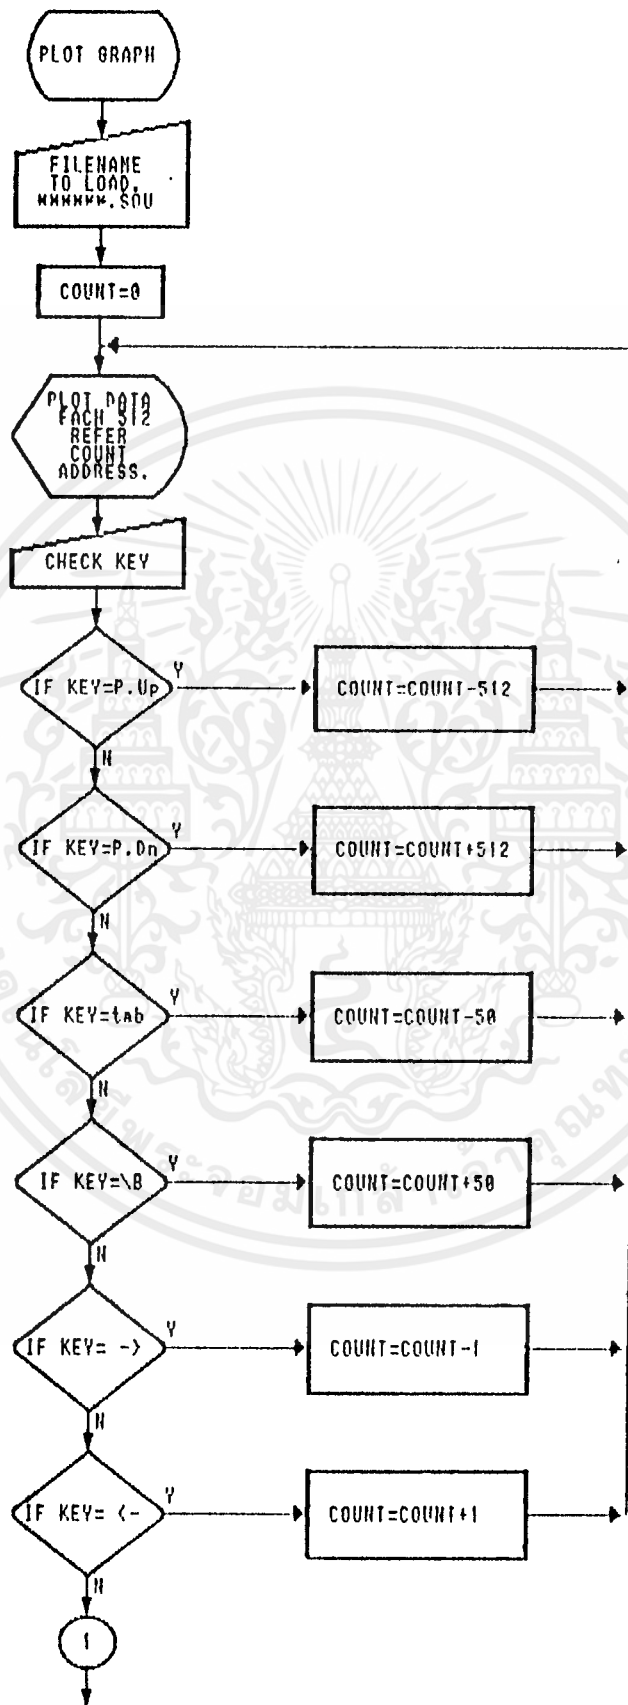 PLOT GRAPH
FILENAME
TO LOAD,
******.SOU
COUNT=0
PLOT DATA
EACH 512
REFER
COUNT
ADDRESS.
CHECK KEY
IF KEY=P.Up
Y
COUNT=COUNT-512
N
IF KEY=P.Dn
Y
COUNT=COUNT+512
N
IF KEY=tab
Y
COUNT=COUNT-50
N
IF KEY=\B
Y
COUNT=COUNT+50
N
IF KEY= ->
Y
COUNT=COUNT-1
N
IF KEY= <-
Y
COUNT=COUNT+1
N
1